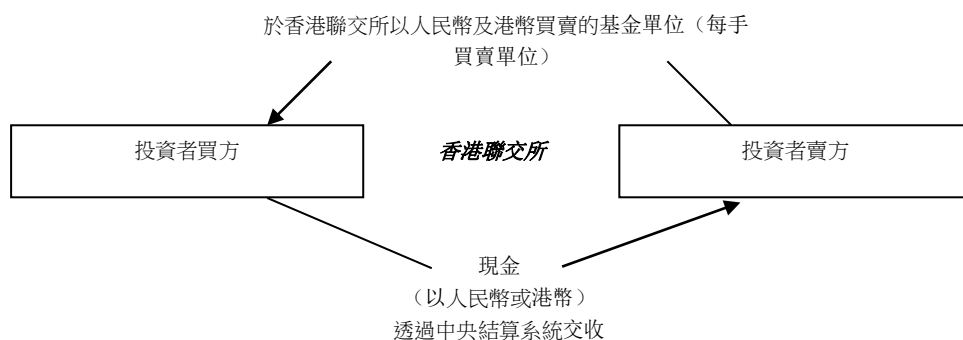 於香港聯交所以人民幣及港幣買賣的基金單位（每手
買賣單位）
投資者買方
香港聯交所
投資者賣方
現金
（以人民幣或港幣）
透過中央結算系統交收